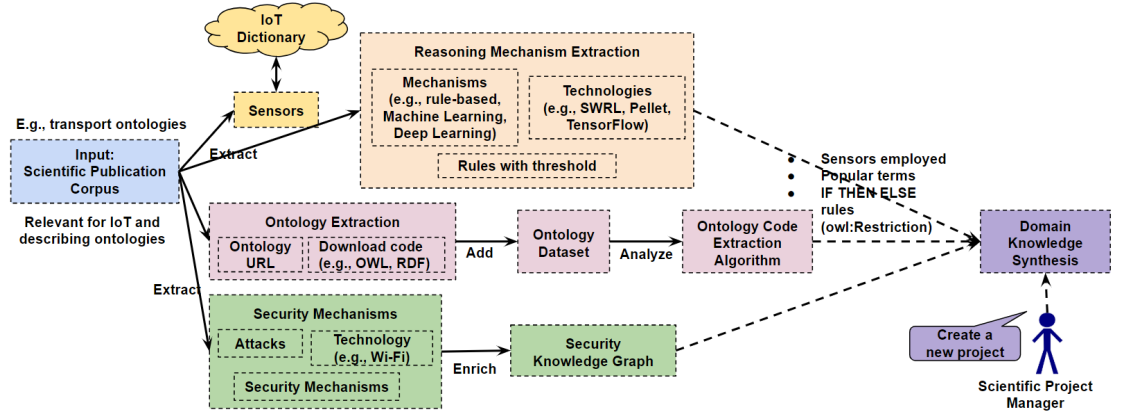 IoT
Dictionary
Sensors
E.g., transport ontologies
Input:
Scientific Publication
Corpus
Relevant for IoT and
describing ontologies
Extract
Extract
Reasoning Mechanism Extraction
Mechanisms
(e.g., rule-based,
Machine Learning,
Deep Learning)
Technologies
(e.g., SWRL, Pellet,
TensorFlow)
Rules with threshold
Ontology Extraction
Ontology
URL
Download code
(e.g., OWL, RDF)
Add
Ontology
Dataset
Analyze
Ontology Code
Extraction
Algorithm
● Sensors employed
● Popular terms
● IF THEN ELSE
rules
(owl:Restriction)
Domain
Knowledge
Synthesis
Security Mechanisms
Attacks
Technology
(e.g., Wi-Fi)
Security Mechanisms
Enrich
Security
Knowledge Graph
Create a
new project
Scientific Project
Manager